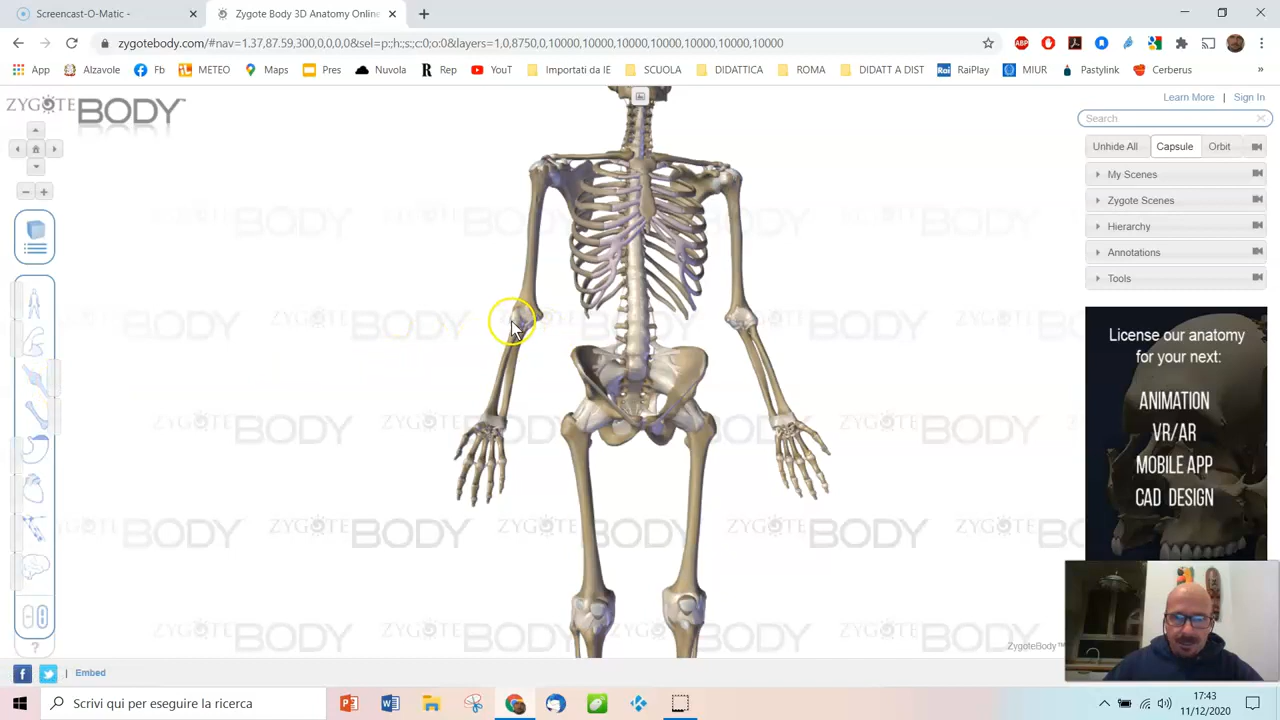 Screencast-O-Matic -
Zygote Body 3D Anatomy Online
zygotebody.com/#nav=1.37,87.59,300,0,0,0,0&sel=p:;h:;s:;c:0;o:0&layers=1,0,8750,0,10000,10000,10000,10000,10000,10000,10000
App
Alzavole
Fb
METEO
Maps
Pres
Nuvola
Rep
YouT
Importati da IE
SCUOLA
DIDATTICA
ROMA
DIDATT A DIST
RaiPlay
MIUR
Pastylink
Cerberus
ZYGOTE BODY™
Learn More | Sign In
Search
Unhide All
Capsule
Orbit
My Scenes
Zygote Scenes
Hierarchy
Annotations
Tools
License our anatomy
for your next:
ANIMATION
VR/AR
MOBILE APP
CAD DESIGN
ZygoteBody™
Embed
Scrivi qui per eseguire la ricerca
17:43
11/12/2020